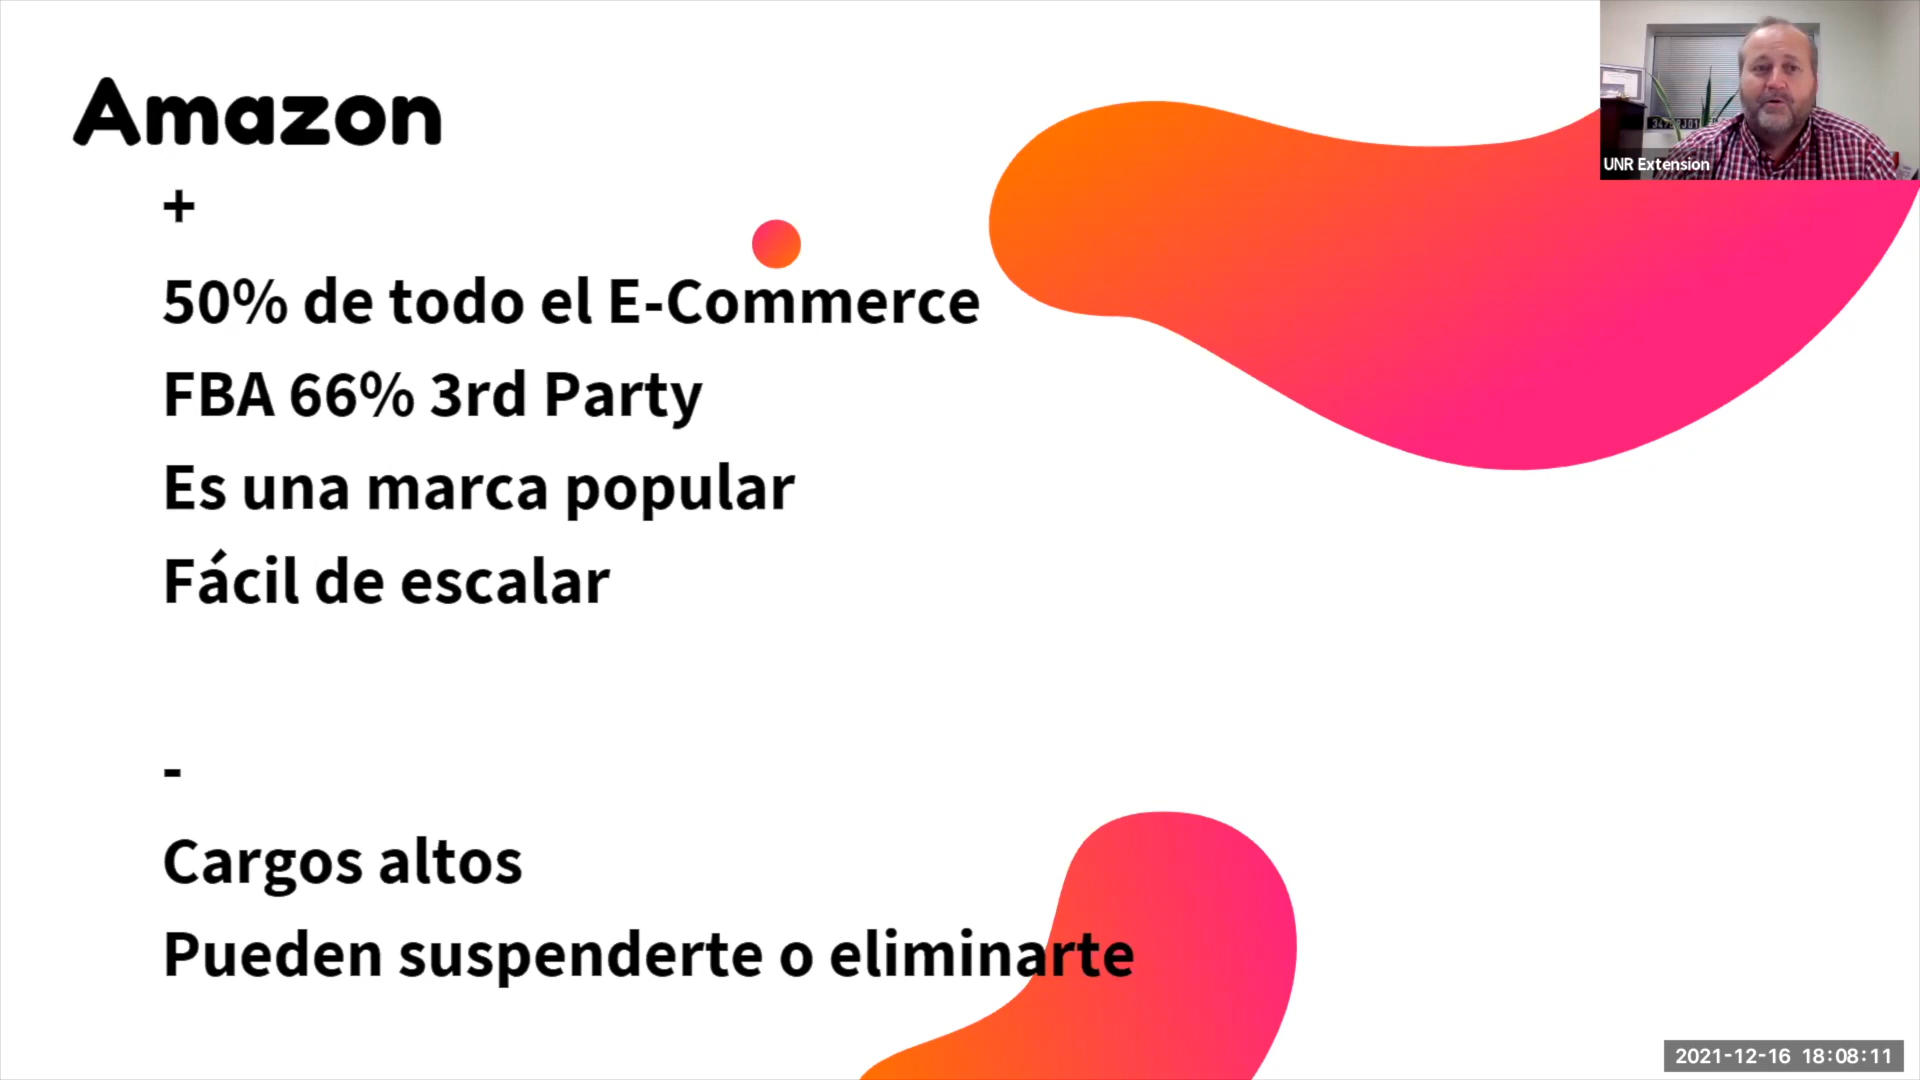 Amazon
+
50% de todo el E-Commerce
FBA 66% 3rd Party
Es una marca popular
Fácil de escalar
-
Cargos altos
Pueden suspenderte o eliminarte
UNR Extension
2021-12-16 18:08:11